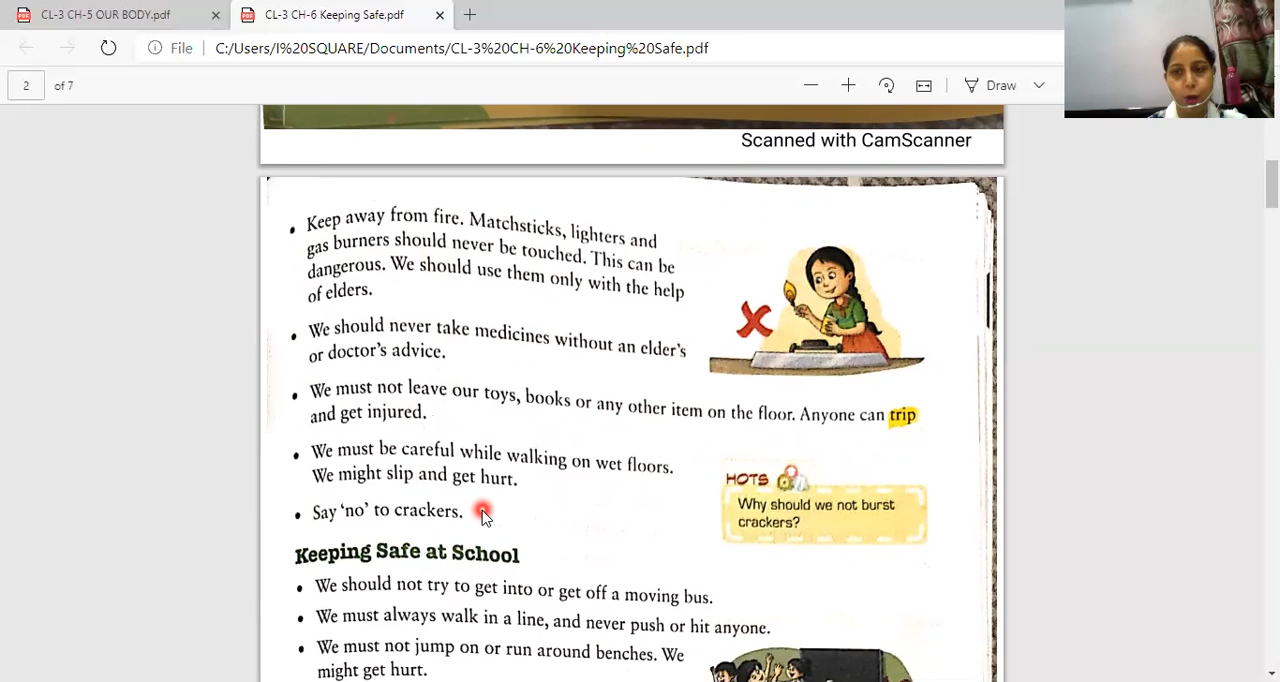 CL-3 CH-5 OUR BODY.pdf
CL-3 CH-6 Keeping Safe.pdf
File
C:/Users/I%20SQUARE/Documents/CL-3%20CH-6%20Keeping%20Safe.pdf
2
of 7
Draw
Scanned with CamScanner
• Keep away from fire. Matchsticks, lighters and
gas burners should never be touched. This can be
dangerous. We should use them only with the help
of elders.
• We should never take medicines without an elder's
or doctor's advice.
• We must not leave our toys, books or any other item on the floor. Anyone can trip
and get injured.
• We must be careful while walking on wet floors.
We might slip and get hurt.
• Say 'no' to crackers.
HOTS
Why should we not burst
crackers?
Keeping Safe at School
• We should not try to get into or get off a moving bus.
• We must always walk in a line, and never push or hit anyone.
• We must not jump on or run around benches. We
might get hurt.